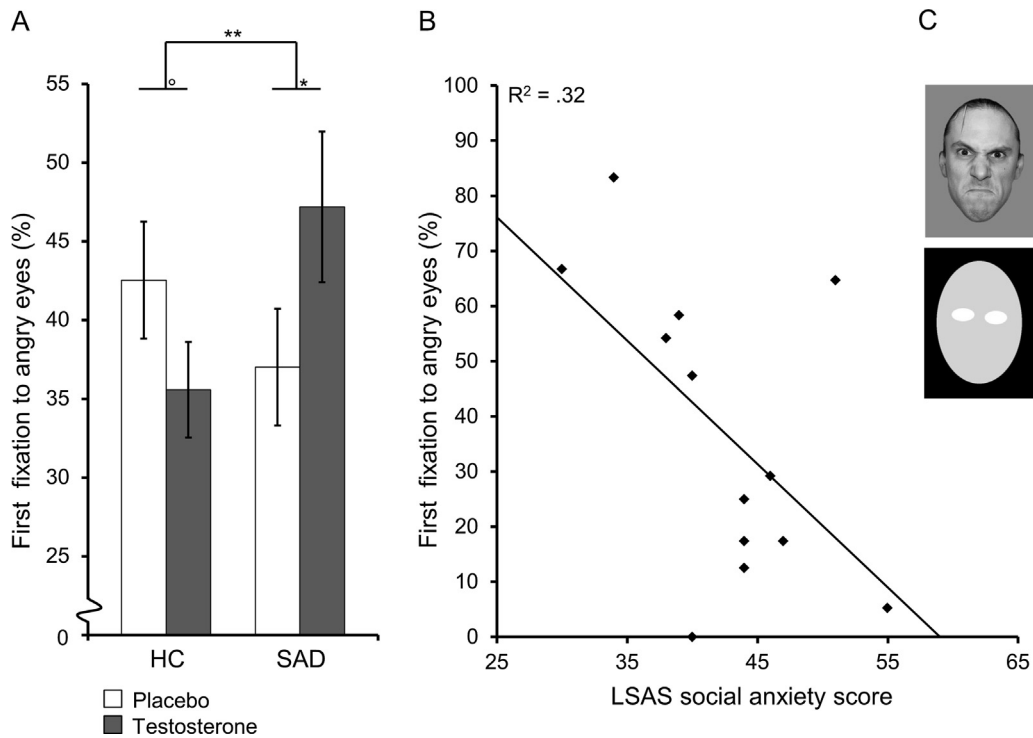 A
**
°
*
55
50
45
40
35
30
25
0
First fixation to angry eyes (%)
HC SAD
Placebo
Testosterone
B
R² = .32
100
90
80
70
60
50
40
30
20
10
0
First fixation to angry eyes (%)
25 35 45 55 65
LSAS social anxiety score
C